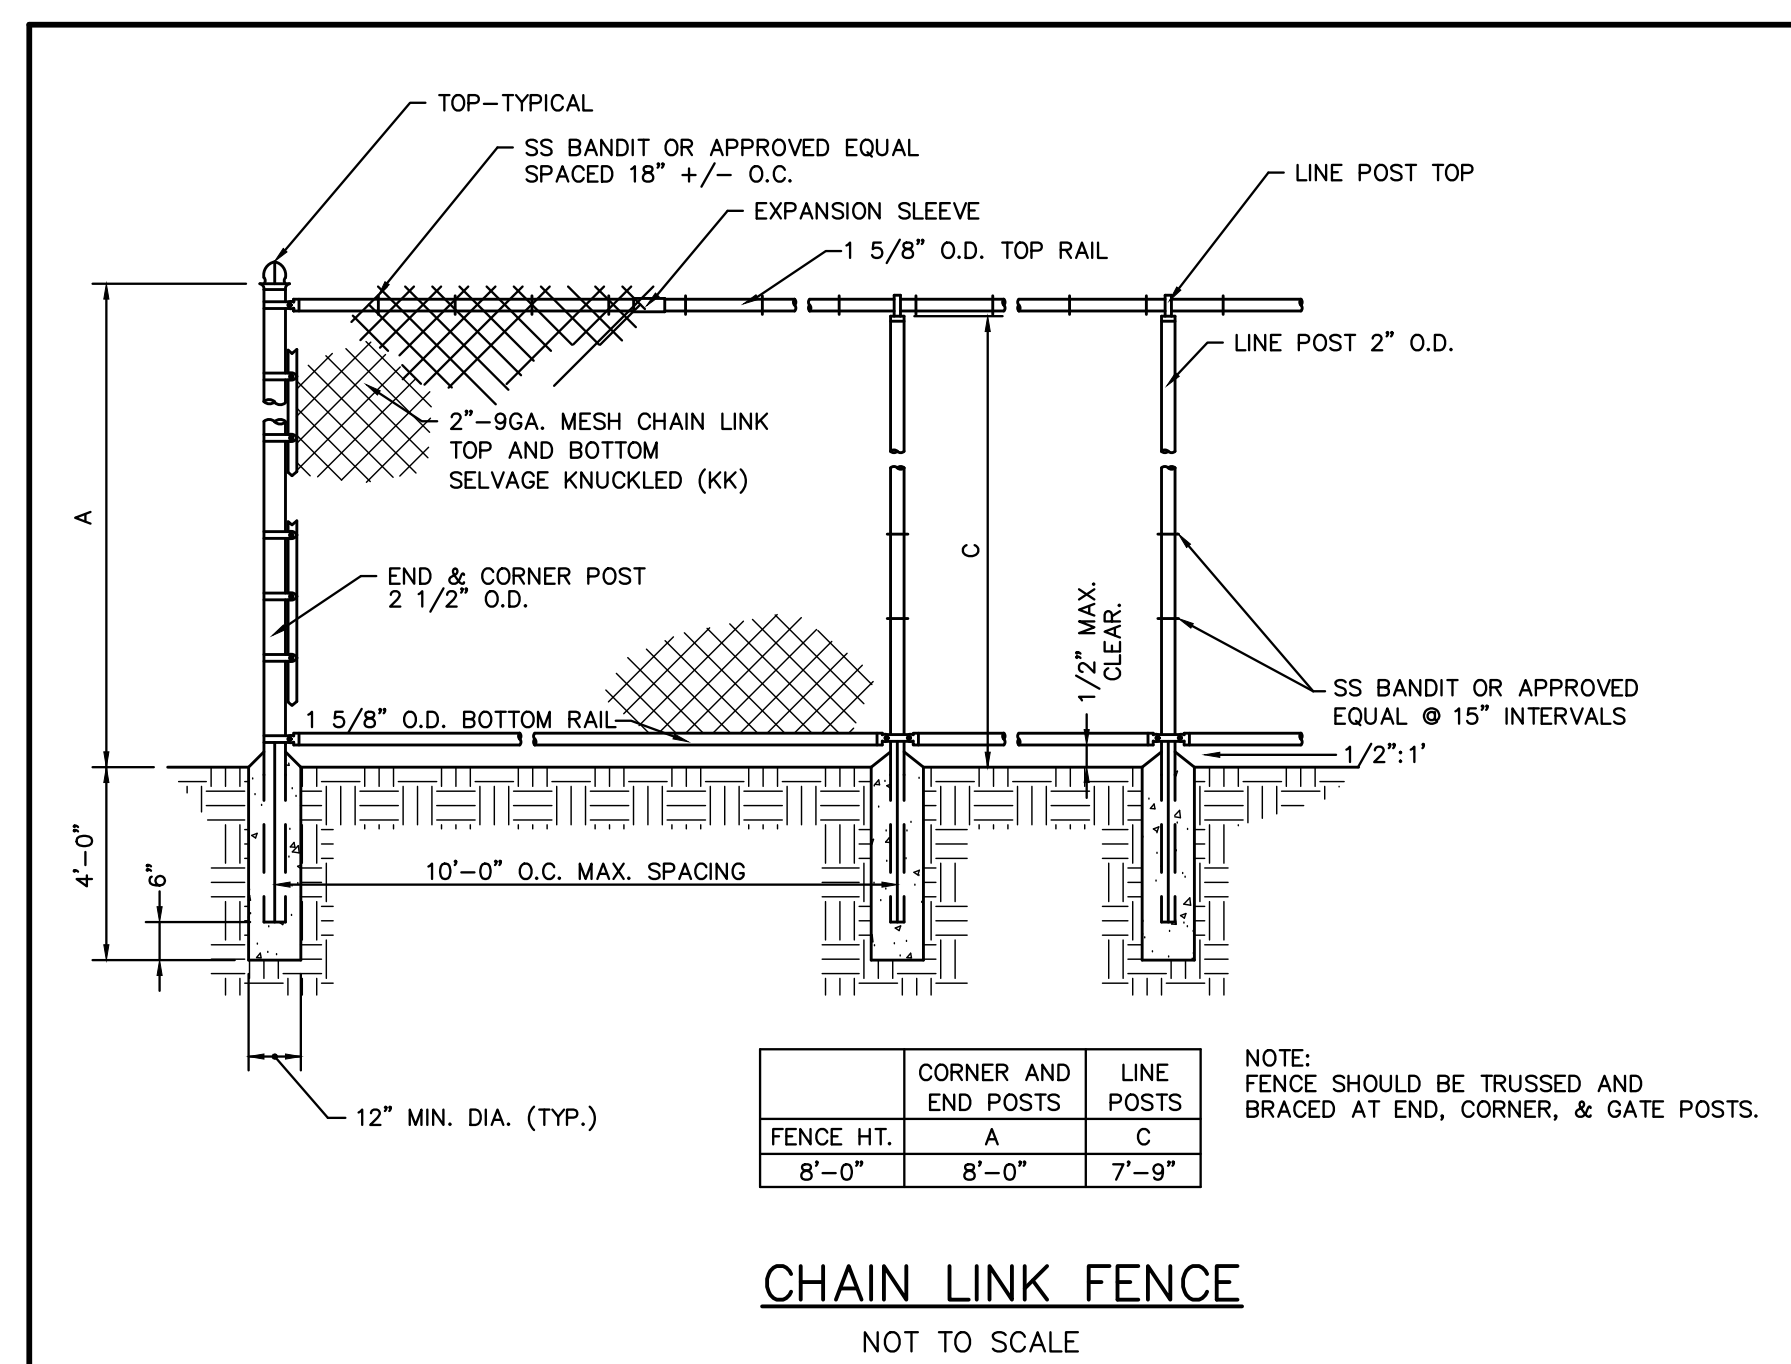 TOP-TYPICAL
SS BANDIT OR APPROVED EQUAL
SPACED 18" +/- O.C.
LINE POST TOP
EXPANSION SLEEVE
1 5/8" O.D. TOP RAIL
LINE POST 2" O.D.
2"-9GA. MESH CHAIN LINK
TOP AND BOTTOM
SELVAGE KNUCKLED (KK)
A
C
END & CORNER POST
2 1/2" O.D.
1/2" MAX.
CLEAR.
SS BANDIT OR APPROVED
EQUAL @ 15" INTERVALS
1 5/8" O.D. BOTTOM RAIL
1/2":1'
4'-0"
6"
10'-0" O.C. MAX. SPACING
12" MIN. DIA. (TYP.)
CORNER AND
END POSTS
LINE
POSTS
FENCE HT.
A
C
8'-0"
8'-0"
7'-9"
NOTE:
FENCE SHOULD BE TRUSSED AND
BRACED AT END, CORNER, & GATE POSTS.
CHAIN LINK FENCE
NOT TO SCALE